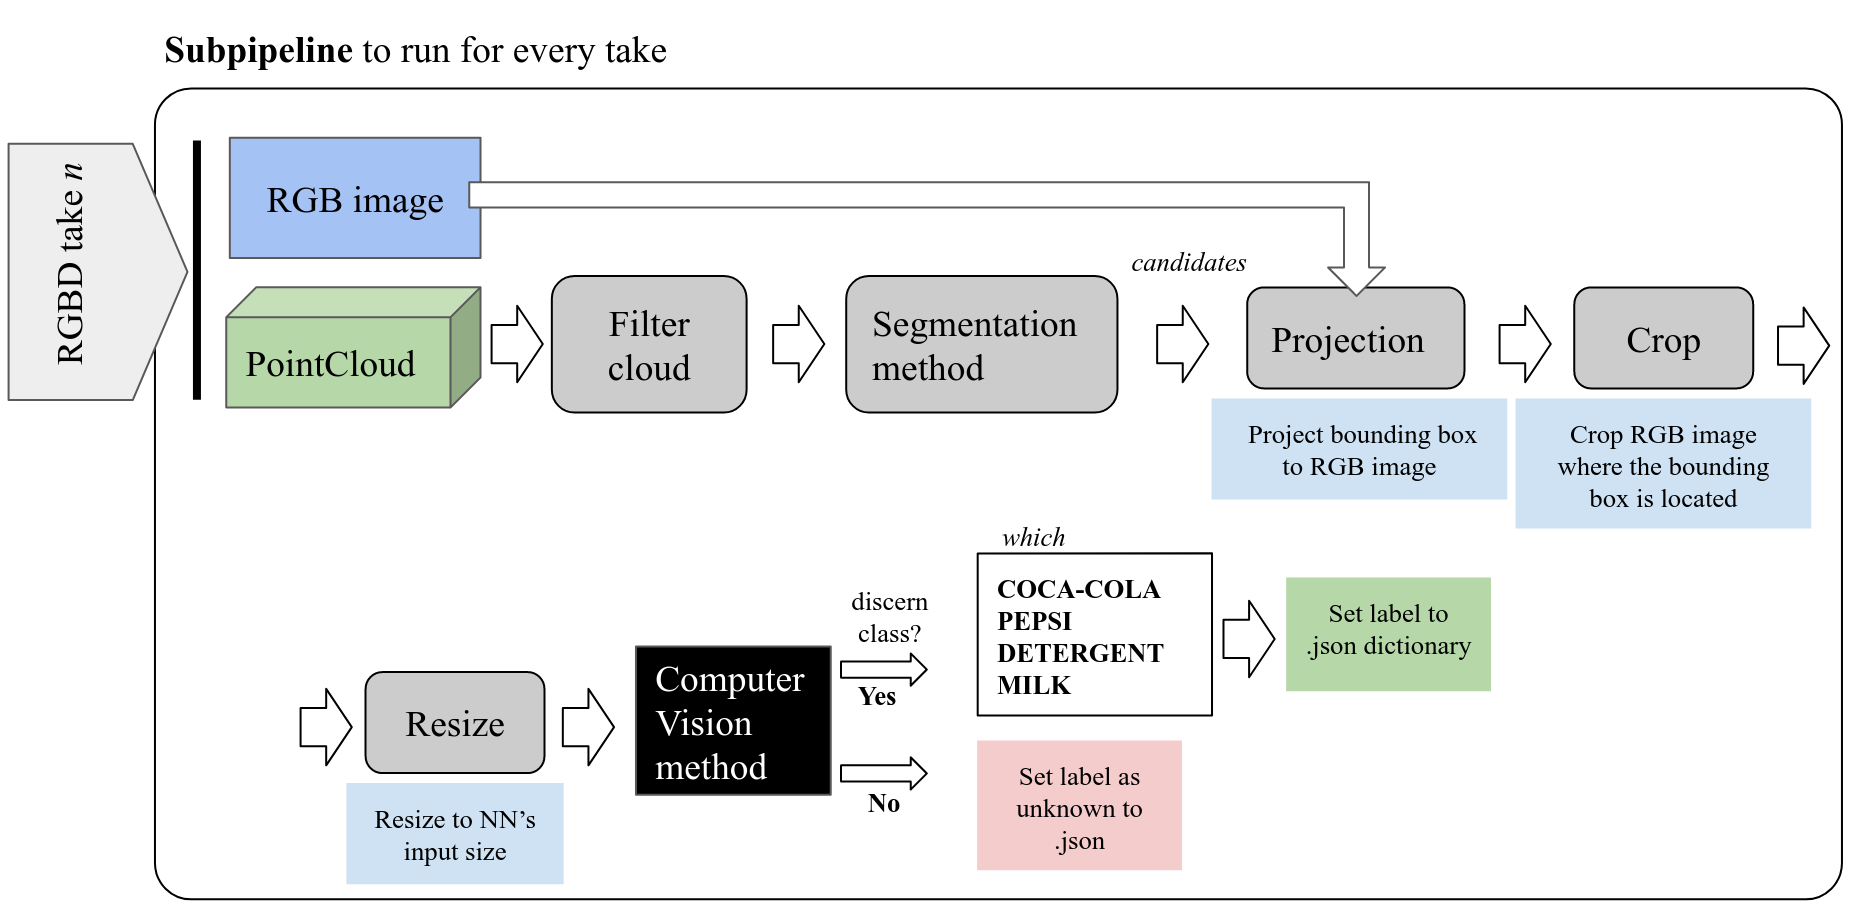 Subpipeline to run for every take
RGBD take n
RGB image
PointCloud
Filter
cloud
Segmentation
method
candidates
Projection
Crop
Project bounding box
to RGB image
Crop RGB image
where the bounding
box is located
Resize
Resize to NN’s
input size
Computer
Vision
method
discern
class?
Yes
No
which
COCA-COLA
PEPSI
DETERGENT
MILK
Set label to
.json dictionary
Set label as
unknown to
.json